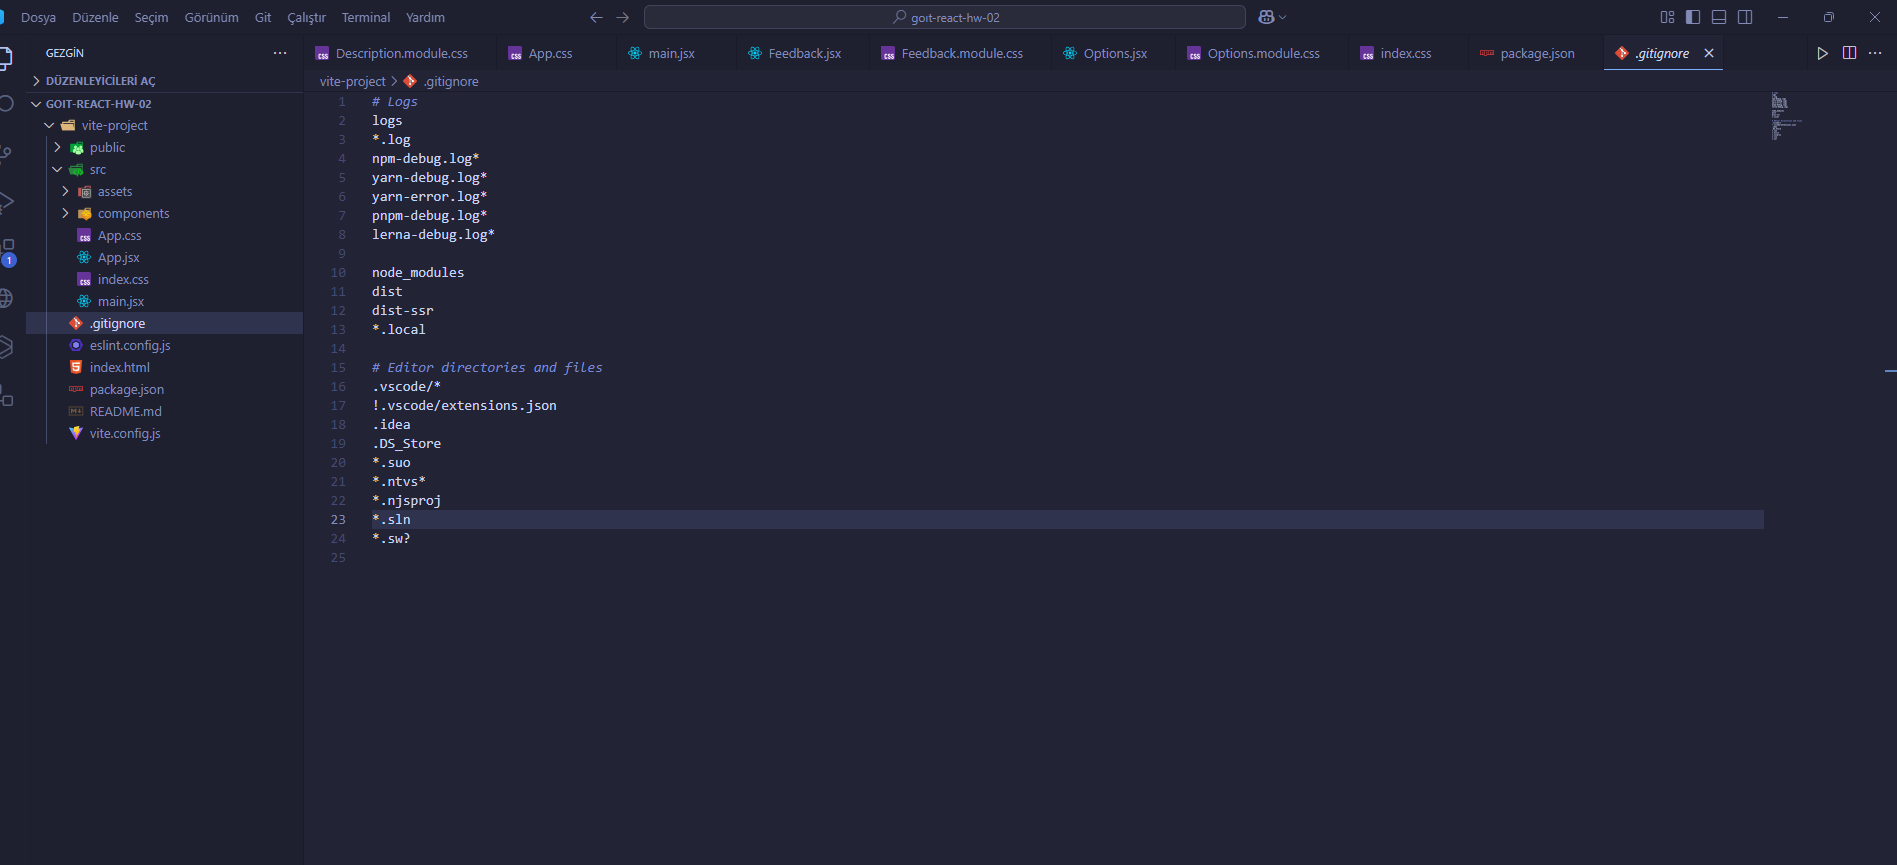 Dosya Düzenle Seçim Görünüm Git Çalıştır Terminal Yardım
goıt-react-hw-02
GEZGİN
DÜZENLEYİCİLERİ AÇ
GOIT-REACT-HW-02
vite-project
public
src
assets
components
App.css
App.jsx
index.css
main.jsx
.gitignore
eslint.config.js
index.html
package.json
README.md
vite.config.js
1
Description.module.css App.css main.jsx Feedback.jsx Feedback.module.css Options.jsx Options.module.css index.css package.json .gitignore
vite-project > .gitignore
1 # Logs
2 logs
3 *.log
4 npm-debug.log*
5 yarn-debug.log*
6 yarn-error.log*
7 pnpm-debug.log*
8 lerna-debug.log*
9
10 node_modules
11 dist
12 dist-ssr
13 *.local
14
15 # Editor directories and files
16 .vscode/*
17 !.vscode/extensions.json
18 .idea
19 .DS_Store
20 *.suo
21 *.ntvs*
22 *.njsproj
23 *.sln
24 *.sw?
25